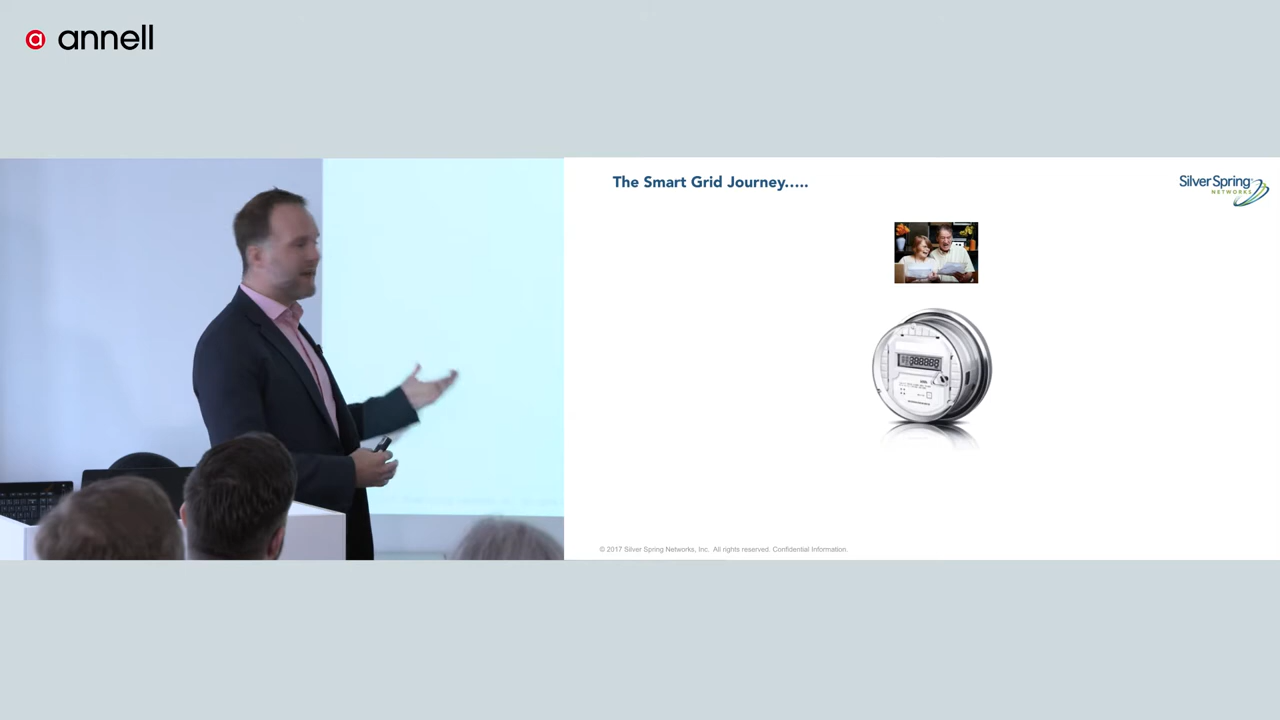 annell
The Smart Grid Journey.....
Silver Spring
NETWORKS
© 2017 Silver Spring Networks, Inc. All rights reserved. Confidential Information.